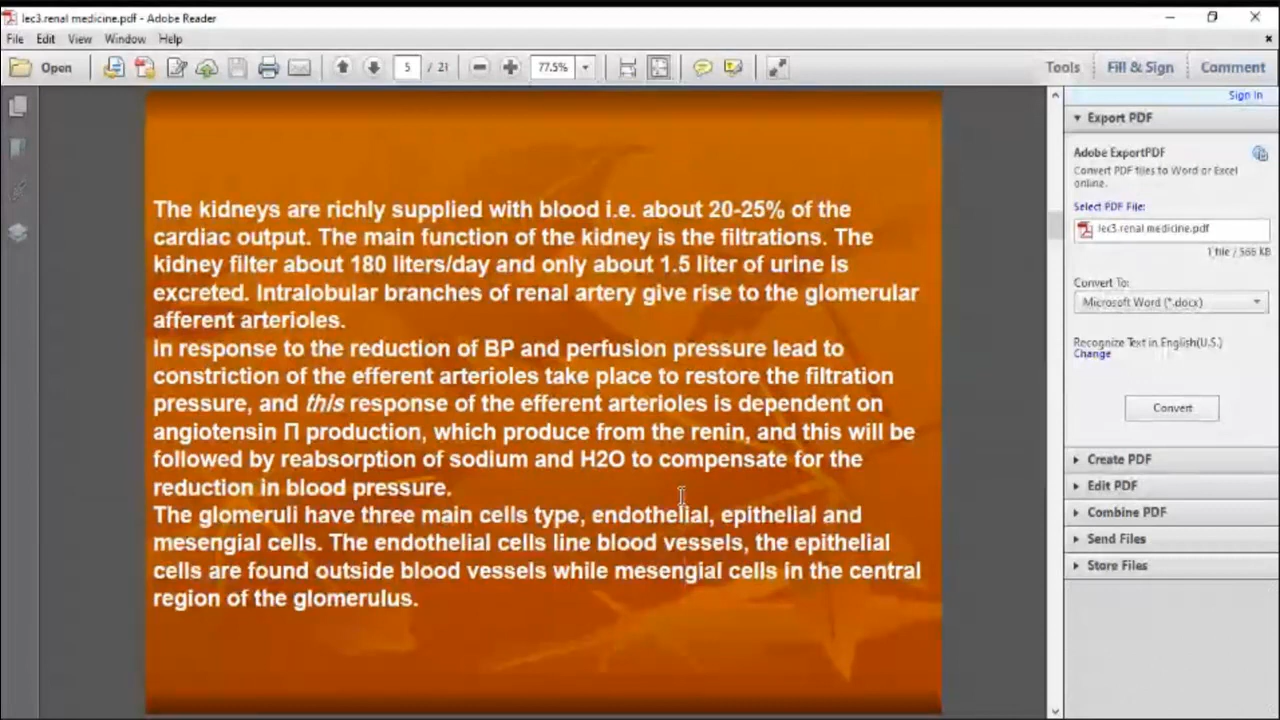 lec3.renal medicine.pdf - Adobe Reader
File Edit View Window Help
Open 5 / 21 77.5% Tools Fill & Sign Comment
Sign In
Export PDF
Adobe ExportPDF
Convert PDF files to Word or Excel
online.
Select PDF File:
lec3.renal medicine.pdf
1 file / 566 KB
Convert To:
Microsoft Word (*.docx)
Recognize Text in English(U.S.)
Change
Convert
Create PDF
Edit PDF
Combine PDF
Send Files
Store Files
The kidneys are richly supplied with blood i.e. about 20-25% of the
cardiac output. The main function of the kidney is the filtrations. The
kidney filter about 180 liters/day and only about 1.5 liter of urine is
excreted. Intralobular branches of renal artery give rise to the glomerular
afferent arterioles.
In response to the reduction of BP and perfusion pressure lead to
constriction of the efferent arterioles take place to restore the filtration
pressure, and this response of the efferent arterioles is dependent on
angiotensin Π production, which produce from the renin, and this will be
followed by reabsorption of sodium and H2O to compensate for the
reduction in blood pressure.
The glomeruli have three main cells type, endothelial, epithelial and
mesengial cells. The endothelial cells line blood vessels, the epithelial
cells are found outside blood vessels while mesengial cells in the central
region of the glomerulus.